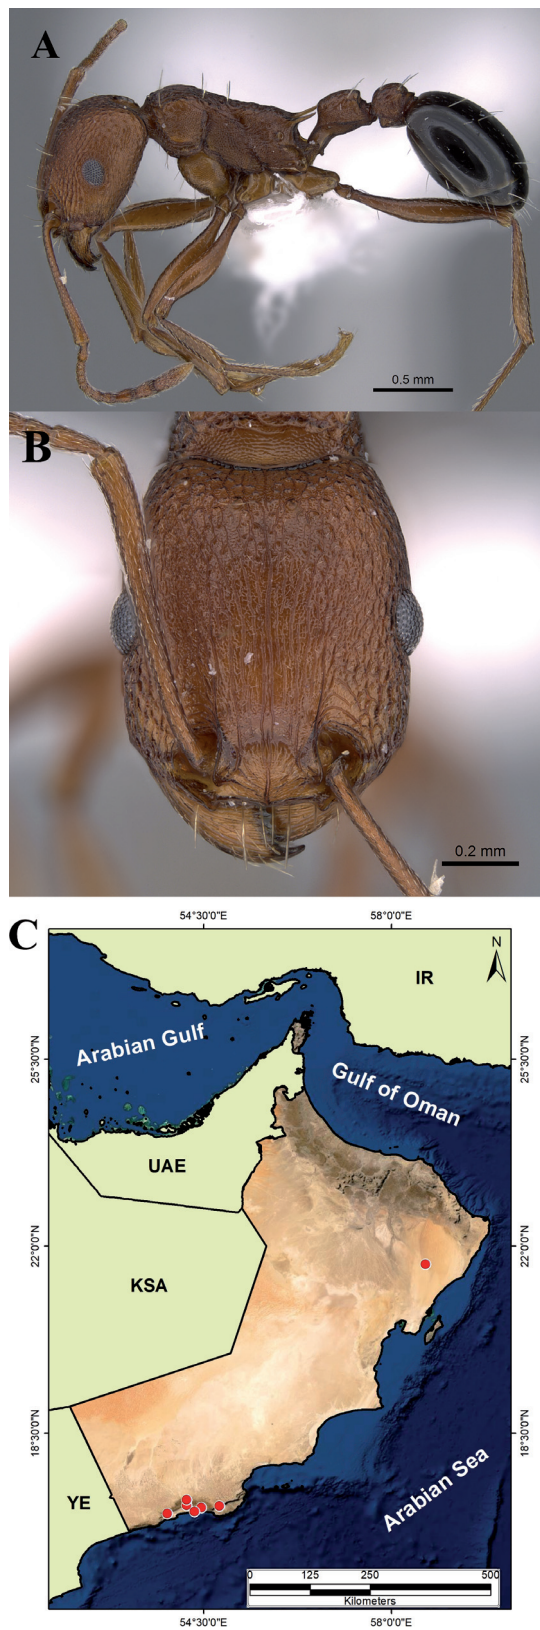 A
0.5 mm
B
0.2 mm
C
54°30'0"E
58°0'0"E
N
IR
Arabian Gulf
25°30'0"N
25°30'0"N
Gulf of Oman
UAE
22°0'0"N
22°0'0"N
KSA
18°30'0"N
18°30'0"N
YE
Arabian Sea
0 125 250 500
Kilometers
54°30'0"E
58°0'0"E